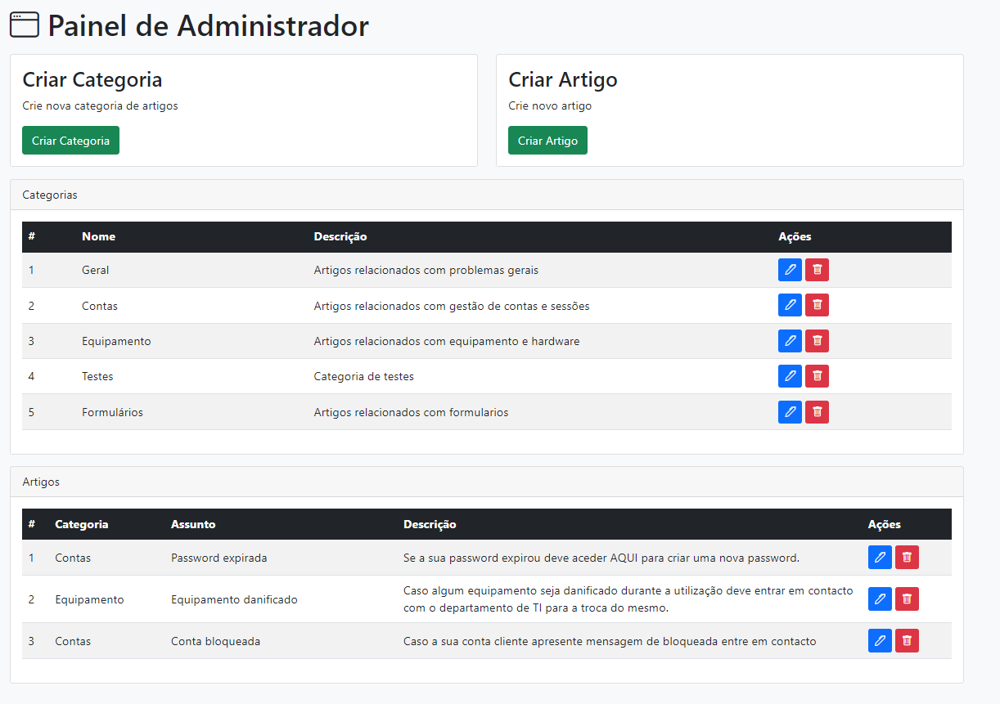 Painel de Administrador
Criar Categoria
Crie nova categoria de artigos
Criar Categoria
Criar Artigo
Crie novo artigo
Criar Artigo
Categorias
# Nome Descrição Ações
1 Geral Artigos relacionados com problemas gerais
2 Contas Artigos relacionados com gestão de contas e sessões
3 Equipamento Artigos relacionados com equipamento e hardware
4 Testes Categoria de testes
5 Formulários Artigos relacionados com formularios
Artigos
# Categoria Assunto Descrição Ações
1 Contas Password expirada Se a sua password expirou deve aceder AQUI para criar uma nova password.
2 Equipamento Equipamento danificado Caso algum equipamento seja danificado durante a utilização deve entrar em contacto
com o departamento de TI para a troca do mesmo.
3 Contas Conta bloqueada Caso a sua conta cliente apresente mensagem de bloqueada entre em contacto